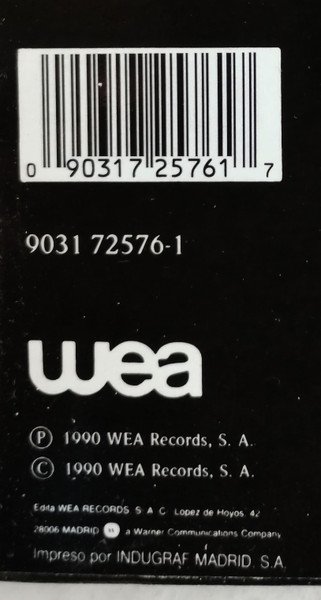 0 90317 25761 7
9031 72576-1
wea
Ⓟ 1990 WEA Records, S. A.
© 1990 WEA Records, S. A.
Edita WEA RECORDS S A C Lopez de Hoyos, 42
28006 MADRID a Warner Communications Company
Impreso por INDUGRAF MADRID, S.A.